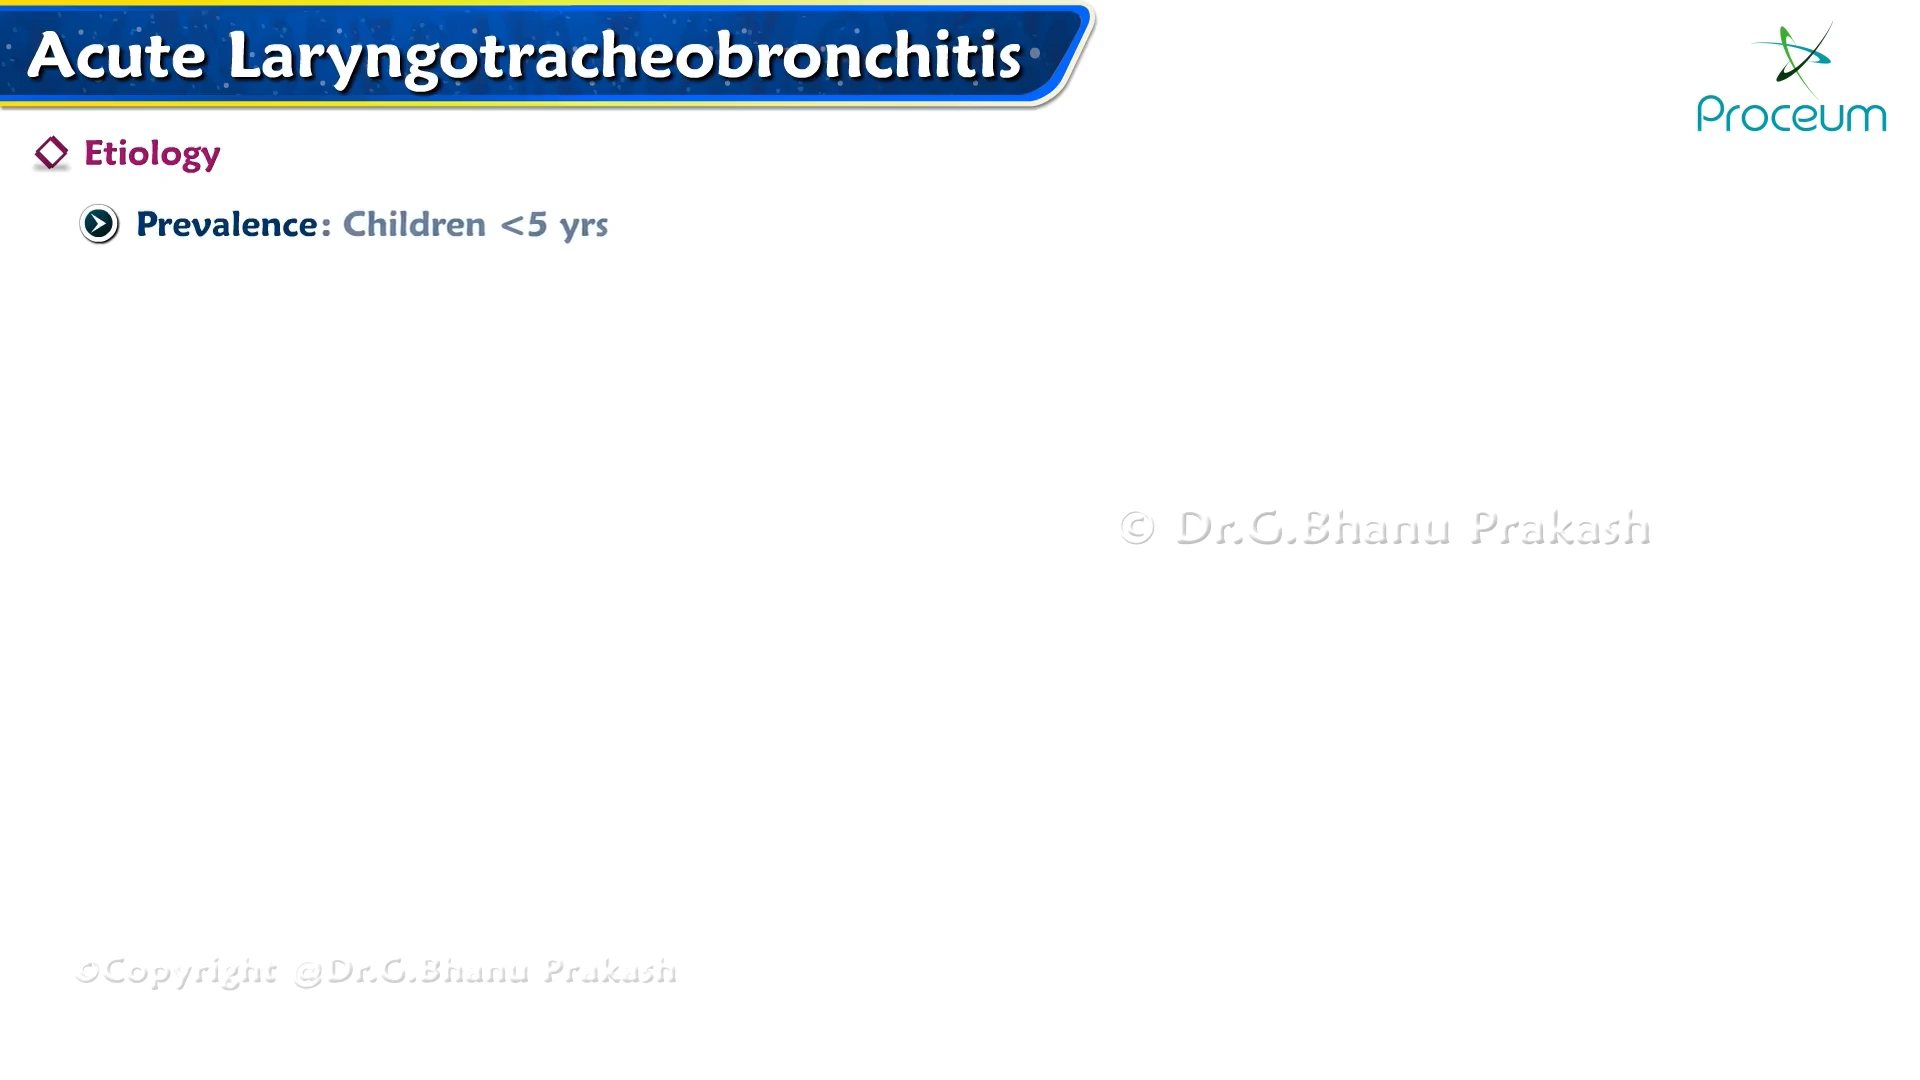 Acute Laryngotracheobronchitis
Proceum
Etiology
Prevalence: Children <5 yrs
© Dr.G.Bhanu Prakash
©Copyright @Dr.G.Bhanu Prakash